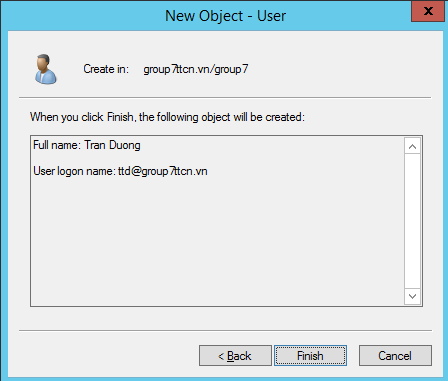 New Object - User
x
Create in: group7ttcn.vn/group7
When you click Finish, the following object will be created:
Full name: Tran Duong
User logon name: ttd@group7ttcn.vn
< Back Finish Cancel